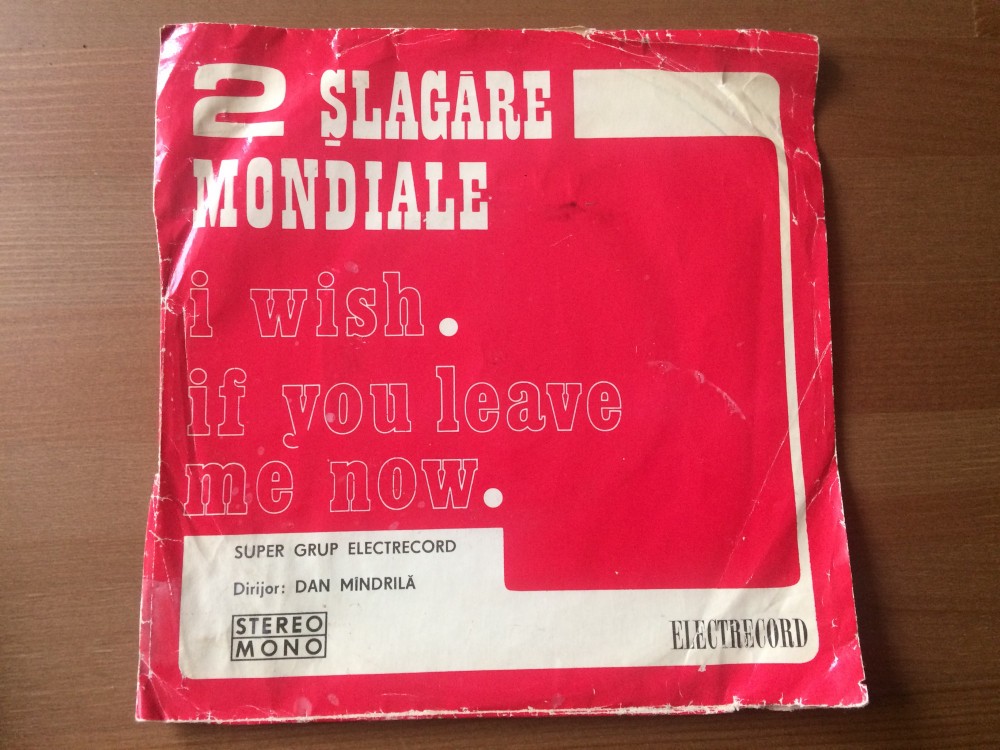 2 ȘLAGĂRE
MONDIALE
i wish.
if you leave
me now.
SUPER GRUP ELECTRECORD
Dirijor: DAN MÎNDRILĂ
STEREO
MONO
ELECTRECORD